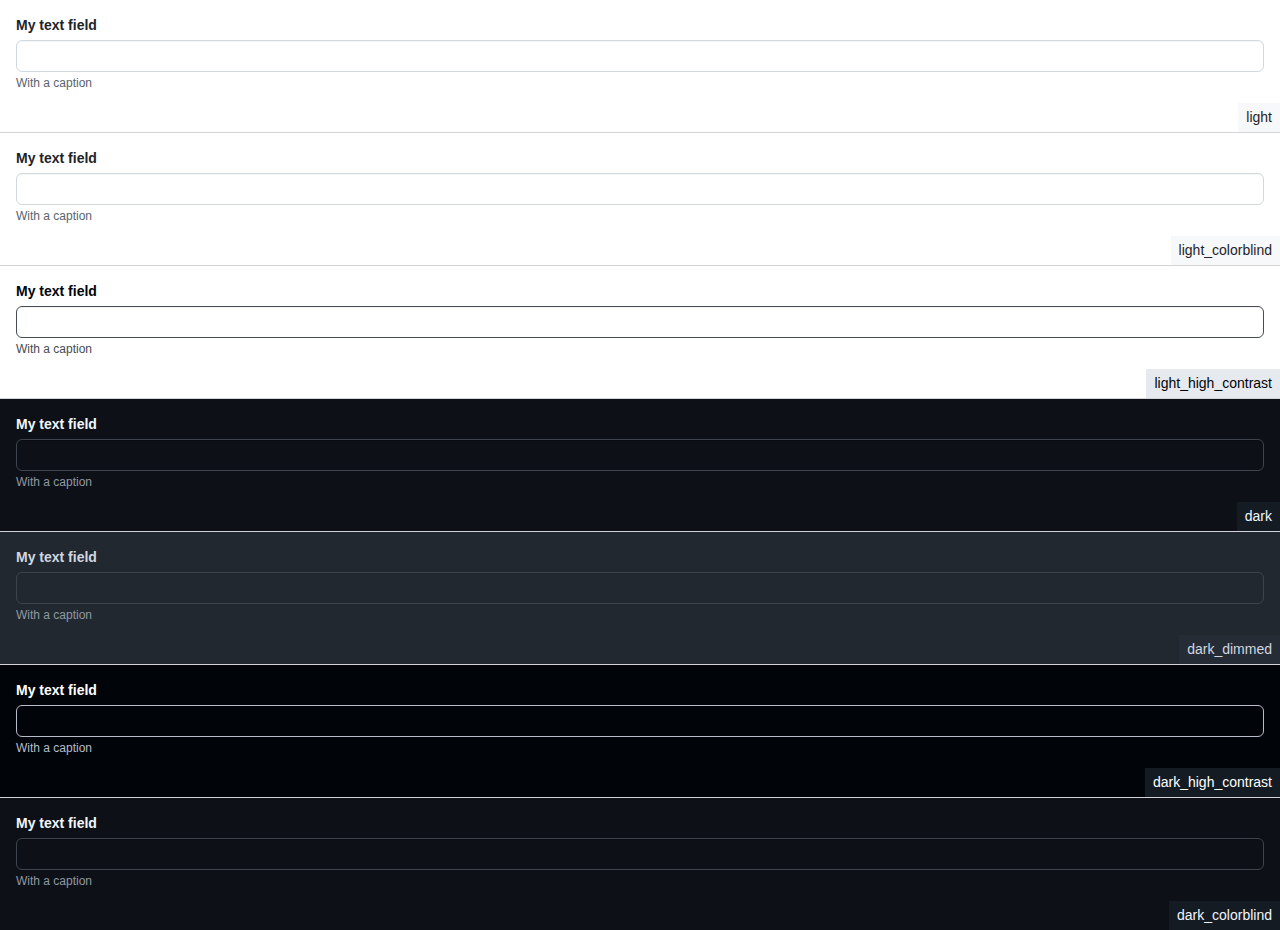 My text field
With a caption
light
My text field
With a caption
light_colorblind
My text field
With a caption
light_high_contrast
My text field
With a caption
dark
My text field
With a caption
dark_dimmed
My text field
With a caption
dark_high_contrast
My text field
With a caption
dark_colorblind